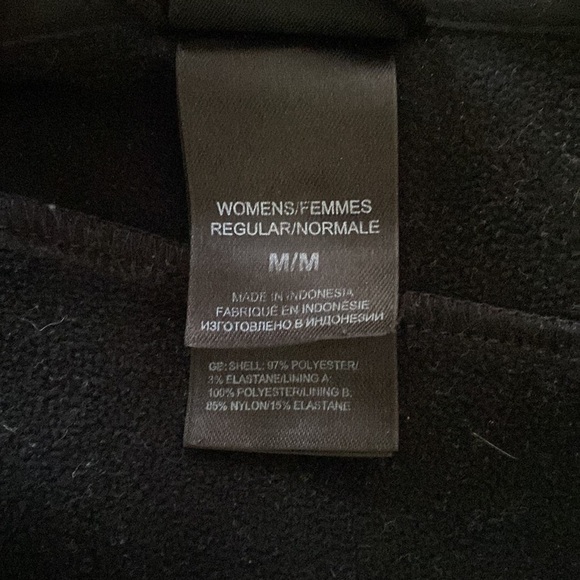 WOMENS/FEMMES
REGULAR/NORMALE
M/M
MADE IN INDONESIA
FABRIQUÉ EN INDONÉSIE
ИЗГОТОВЛЕНО В ИНДОНЕЗИИ
GB: SHELL: 97% POLYESTER/
3% ELASTANE/LINING A:
100% POLYESTER/LINING B:
85% NYLON/15% ELASTANE